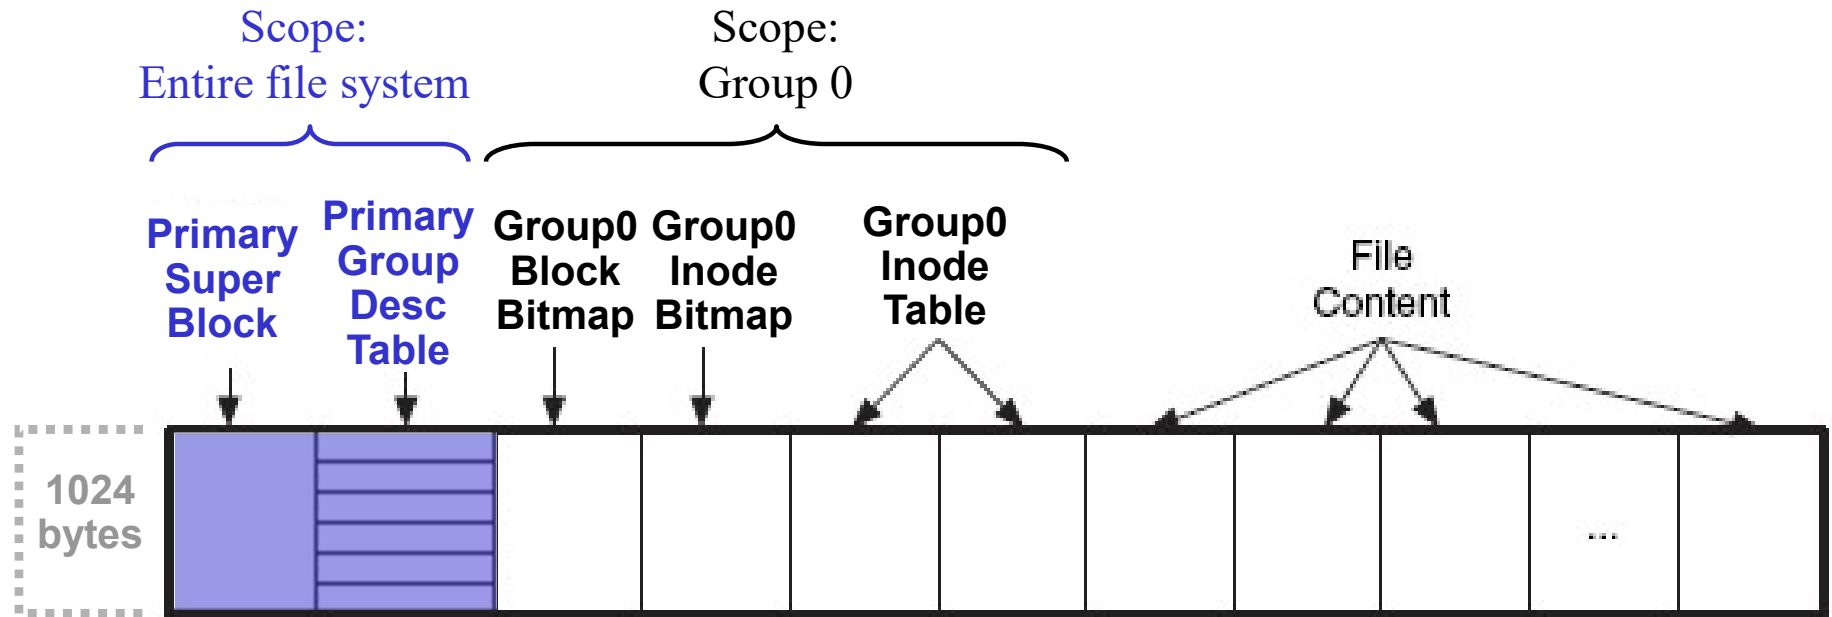 Scope:
Entire file system
Scope:
Group 0
Primary
Super
Block
Primary
Group
Desc
Table
Group0
Block
Bitmap
Group0
Inode
Bitmap
Group0
Inode
Table
File
Content
1024
bytes
...